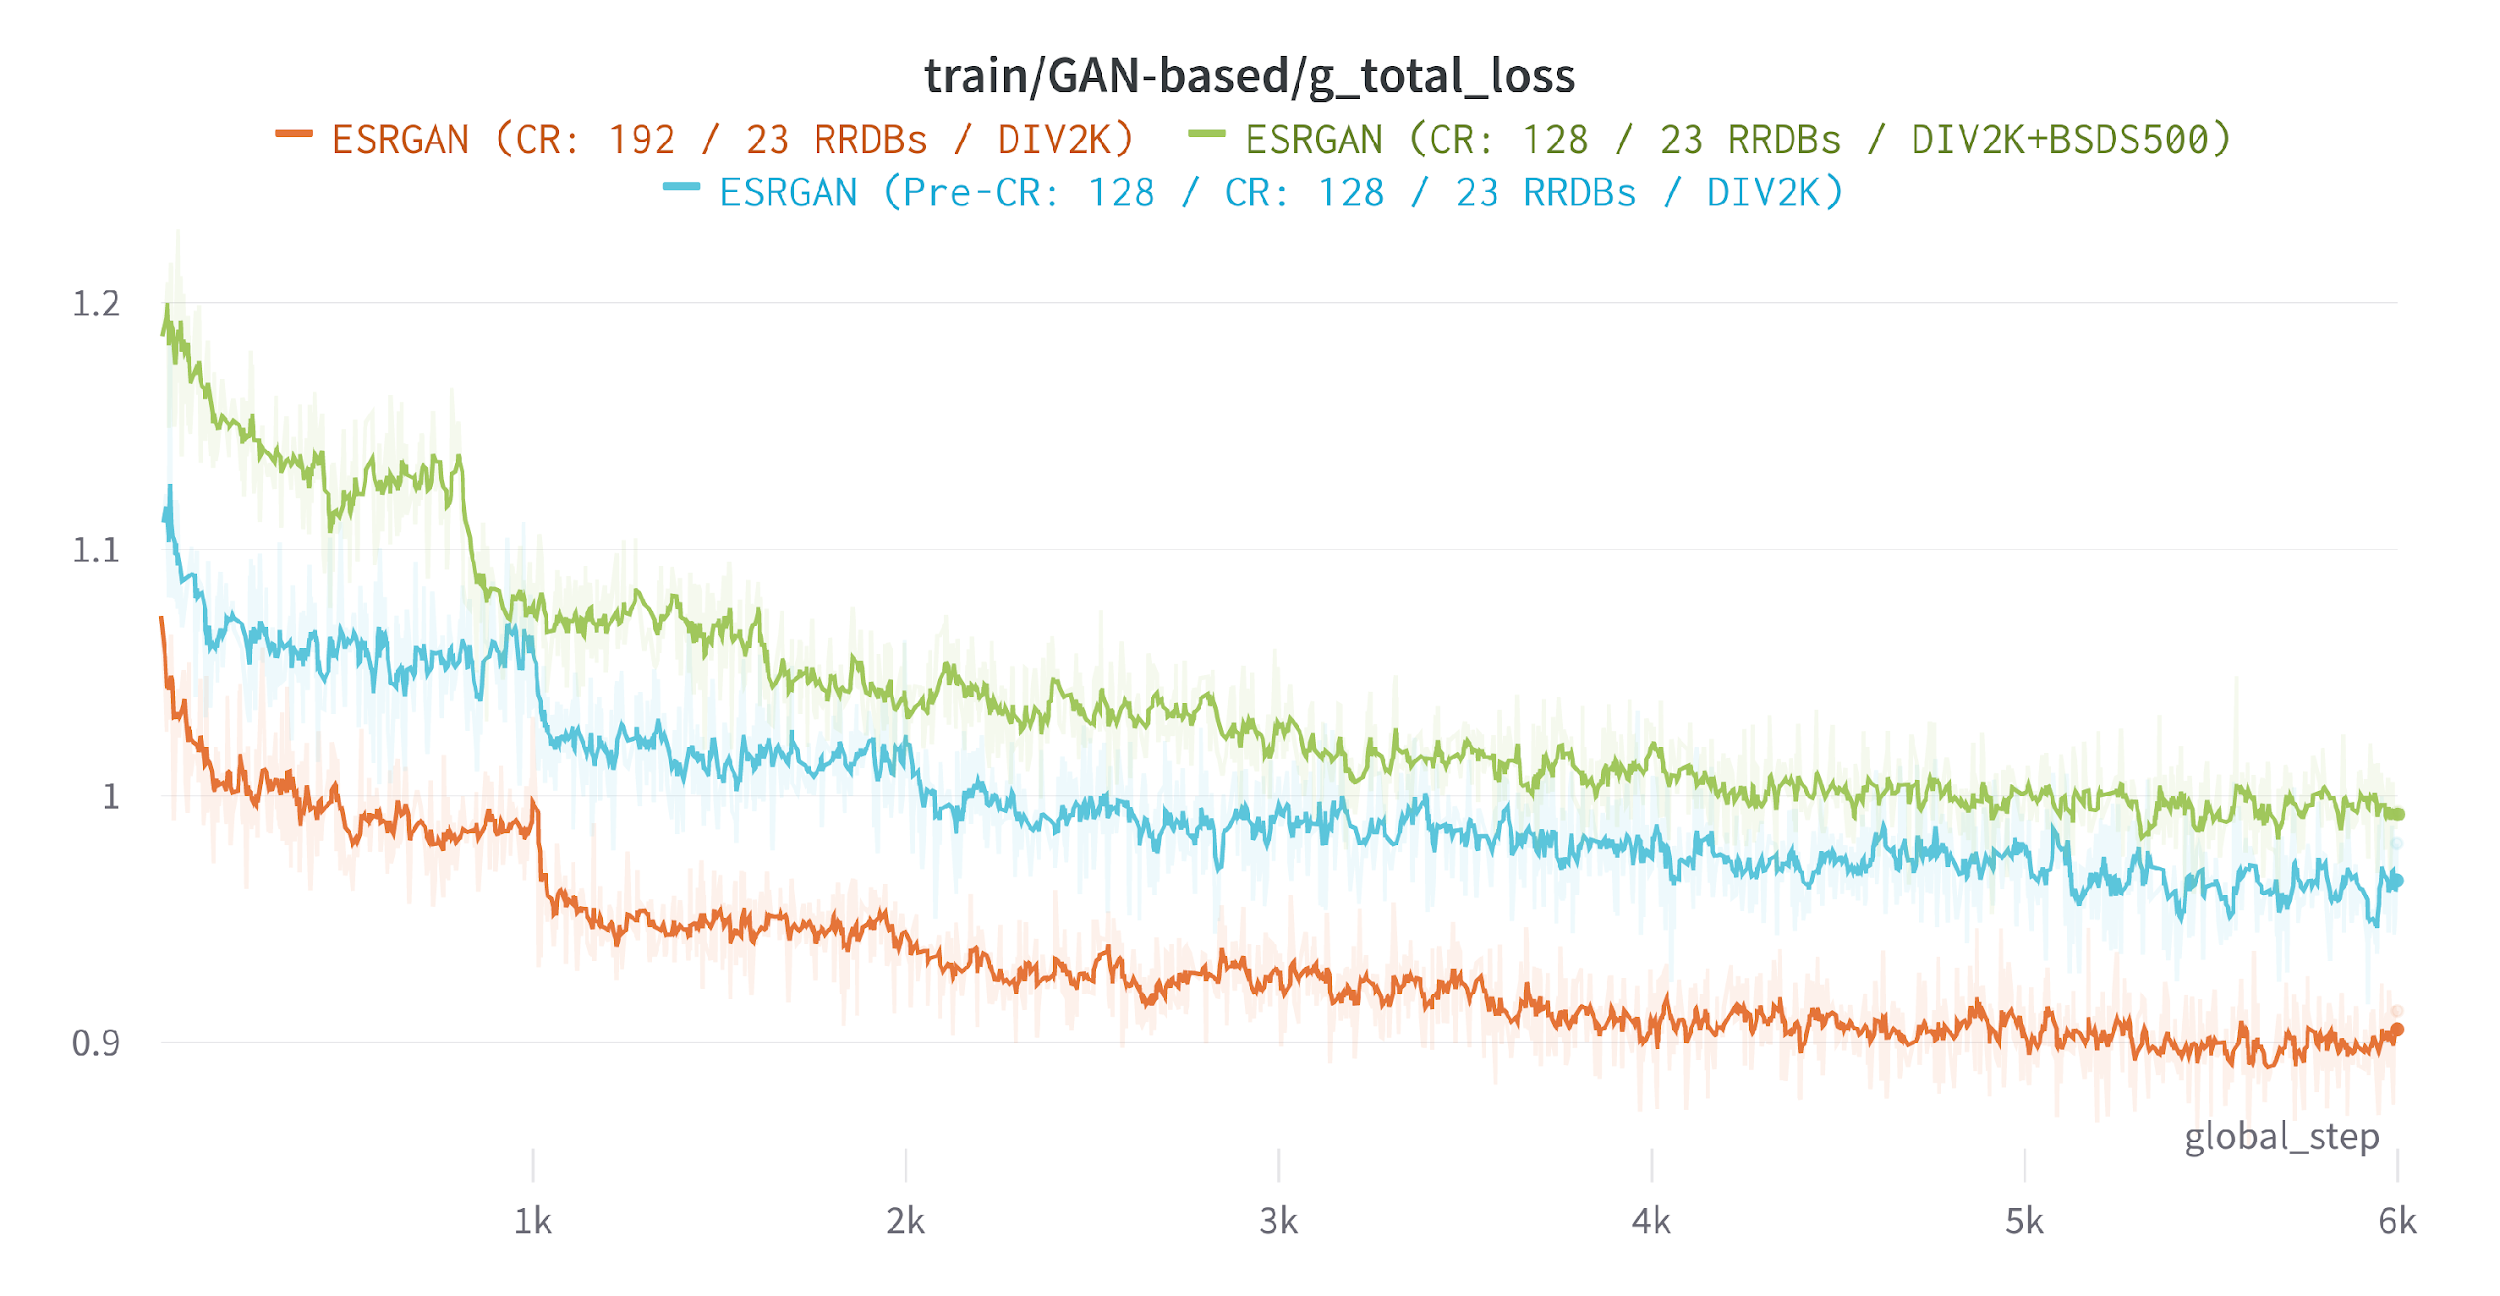 train/GAN-based/g_total_loss
ESRGAN (CR: 192 / 23 RRDBs / DIV2K) ESRGAN (CR: 128 / 23 RRDBs / DIV2K+BSDS500)
ESRGAN (Pre-CR: 128 / CR: 128 / 23 RRDBs / DIV2K)
1.2
1.1
1
0.9
global_step
1k 2k 3k 4k 5k 6k